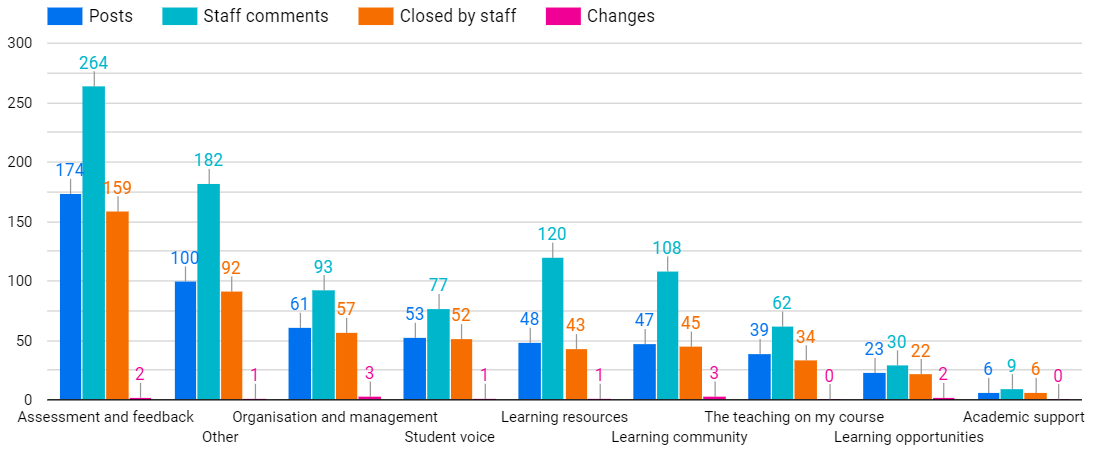 Posts Staff comments Closed by staff Changes
300
250
200
150
100
50
0
174 264 159 2
100 182 92 1
61 93 57 3
53 77 52 1
48 120 43 1
47 108 45 3
39 62 34 0
23 30 22 2
6 9 6 0
Assessment and feedback
Other
Organisation and management
Student voice
Learning resources
Learning community
The teaching on my course
Learning opportunities
Academic support